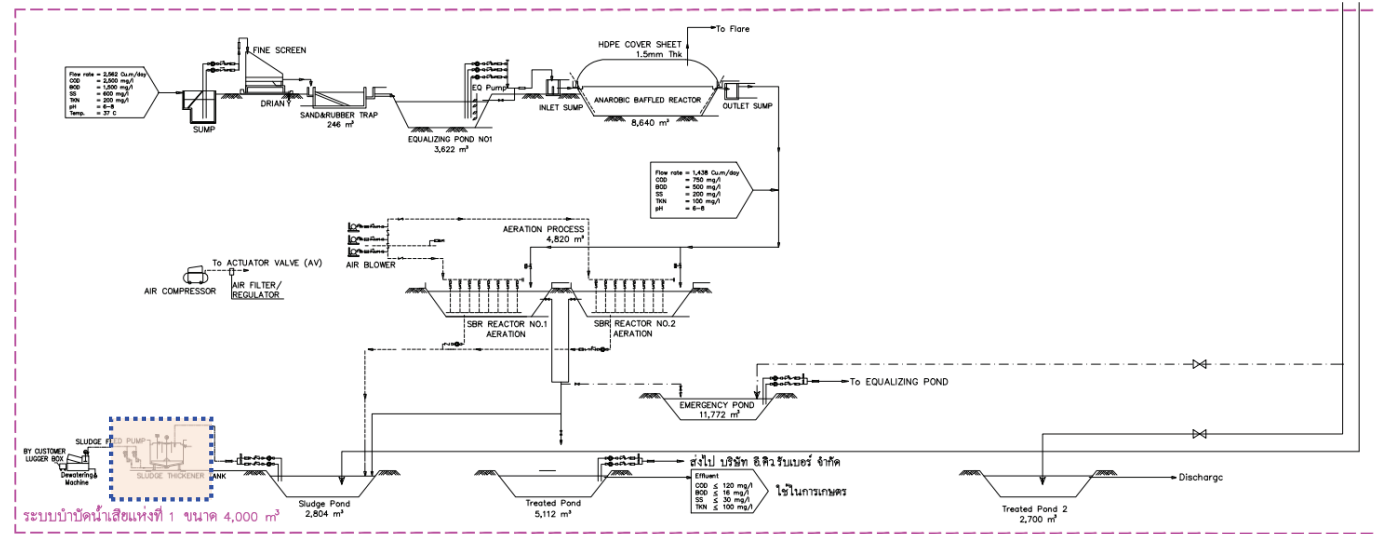 To Flare
HDPE COVER SHEET
1.5mm Thk
FINE SCREEN
Flow rate = 2,562 Cu.m/day
COD = 2,500 mg/l
BOD = 1,500 mg/l
SS = 600 mg/l
TKN = 200 mg/l
pH = 6-8
Temp. = 37 C
SUMP
DRIAN
SAND&RUBBER TRAP
246 m³
EQ Pump
EQUALIZING POND NO1
3,622 m³
INLET SUMP
ANAROBIC BAFFLED REACTOR
8,640 m³
OUTLET SUMP
Flow rate = 1,438 Cu.m/day
COD = 750 mg/l
BOD = 500 mg/l
SS = 200 mg/l
TKN = 100 mg/l
pH = 6-8
AERATION PROCESS
4,820 m³
AIR BLOWER
To ACTUATOR VALVE (AV)
AIR COMPRESSOR
AIR FILTER/
REGULATOR
SBR REACTOR NO.1
AERATION
SBR REACTOR NO.2
AERATION
To EQUALIZING POND
EMERGENCY POND
11,772 m³
BY CUSTOMER
LUGGER BOX
Dewatering
Machine
SLUDGE FEED PUMP
SLUDGE THICKENER TANK
Sludge Pond
2,804 m³
Treated Pond
5,112 m³
ส่งไป บริษัท อี.คิว รับเบอร์ จำกัด
Effluent
COD ≤ 120 mg/l
BOD ≤ 16 mg/l
SS ≤ 30 mg/l
TKN ≤ 100 mg/l
ใช้ในการเกษตร
Discharge
Treated Pond 2
2,700 m³
ระบบบำบัดน้ำเสียแห่งที่ 1 ขนาด 4,000 m³